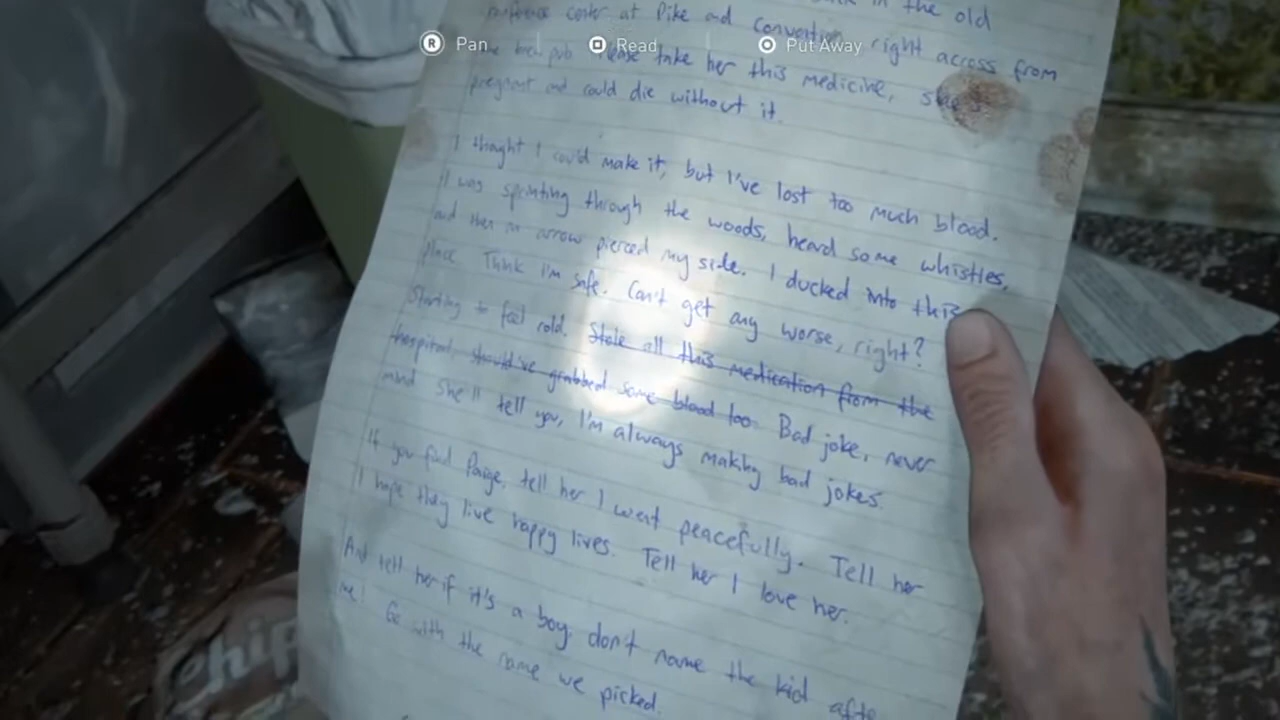 in the old
conference center at Pike and Convention, right across from
R Pan Read Put Away
the pub. Please take her this medicine, she's
pregnant and could die without it.
I thought I could make it, but I've lost too much blood.
I was sprinting through the woods, heard some whistles,
and then an arrow pierced my side. I ducked into this
place. Think I'm safe. Can't get any worse, right?
Starting to feel cold. Stole all this medication from the
hospital, should've grabbed some blood too. Bad joke, never
mind. She'll tell you, I'm always making bad jokes.
If you find Paige, tell her I went peacefully. Tell her
I hope they live happy lives. Tell her I love her.
And tell her if it's a boy, don't name the kid after
me! Go with the name we picked.
Chip